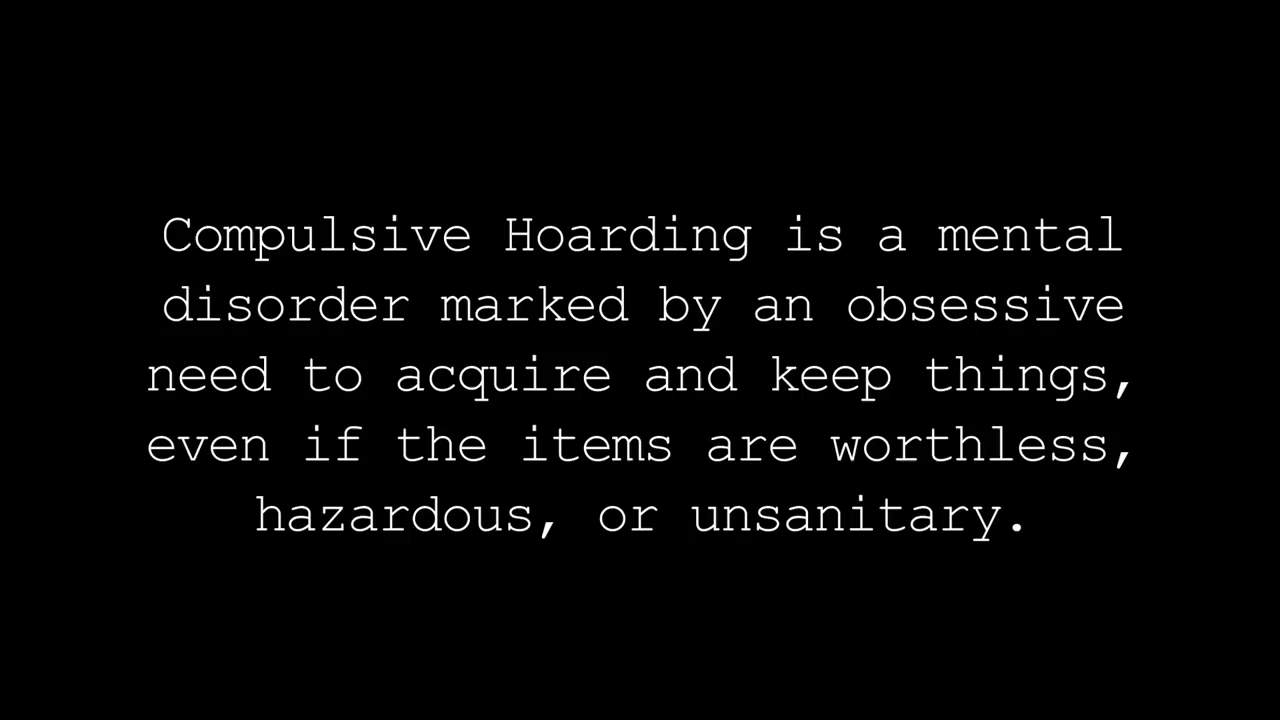 Compulsive Hoarding is a mental
disorder marked by an obsessive
need to acquire and keep things,
even if the items are worthless,
hazardous, or unsanitary.